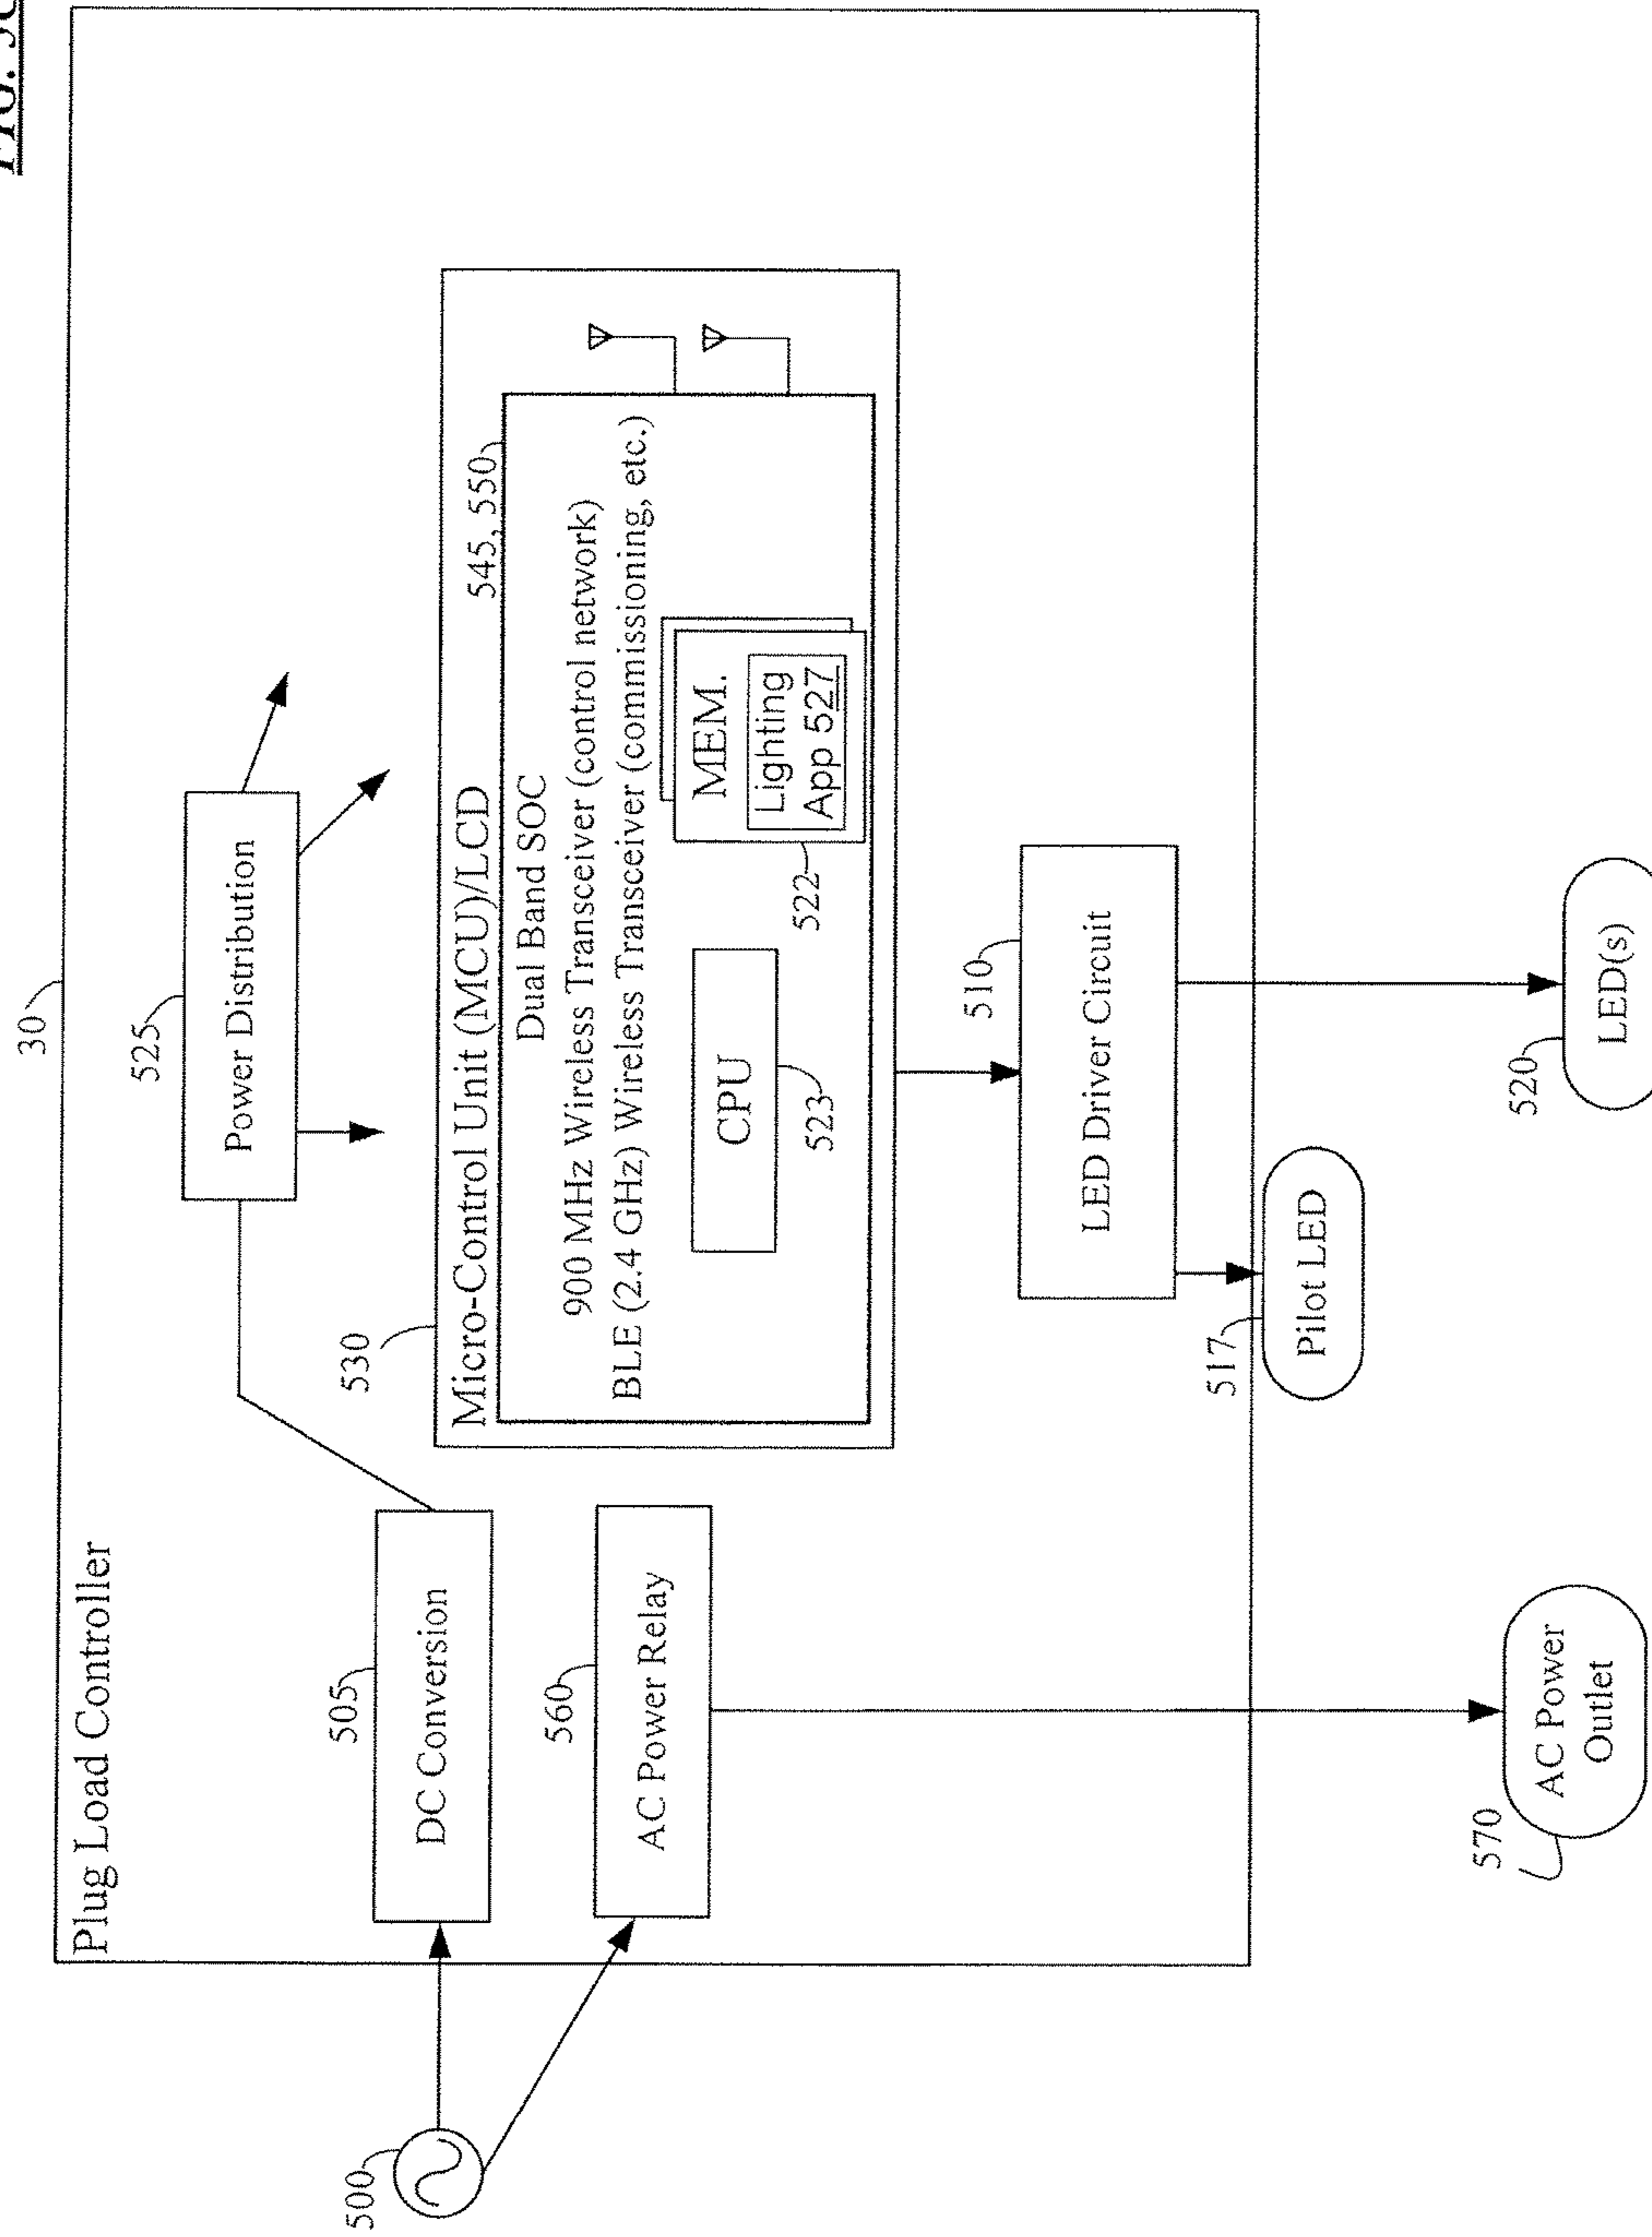 FIG.
30
Plug Load Controller
525
Power Distribution
505
DC Conversion
530
Micro-Control Unit (MCU)/LCD
545, 550
Dual Band SOC
900 MHz Wireless Transceiver (control network)
BLE (2.4 GHz) Wireless Transceiver (commissioning, etc.)
CPU
523
MEM.
Lighting
App 527
522
500
560
AC Power Relay
510
LED Driver Circuit
517
Pilot LED
520
LED(s)
570
AC Power
Outlet